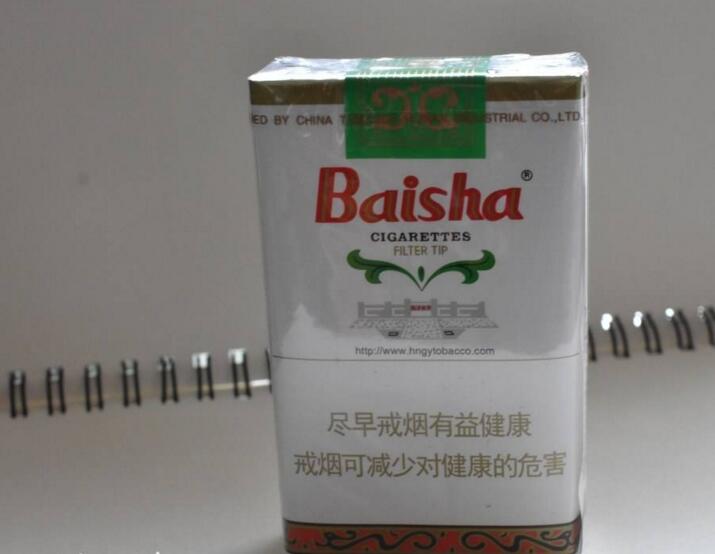 ED BY CHINA INDUSTRIAL CO.,LTD
Baisha®
CIGARETTES
FILTER TIP
http://www.hngytobacco.com
尽早戒烟有益健康
戒烟可减少对健康的危害